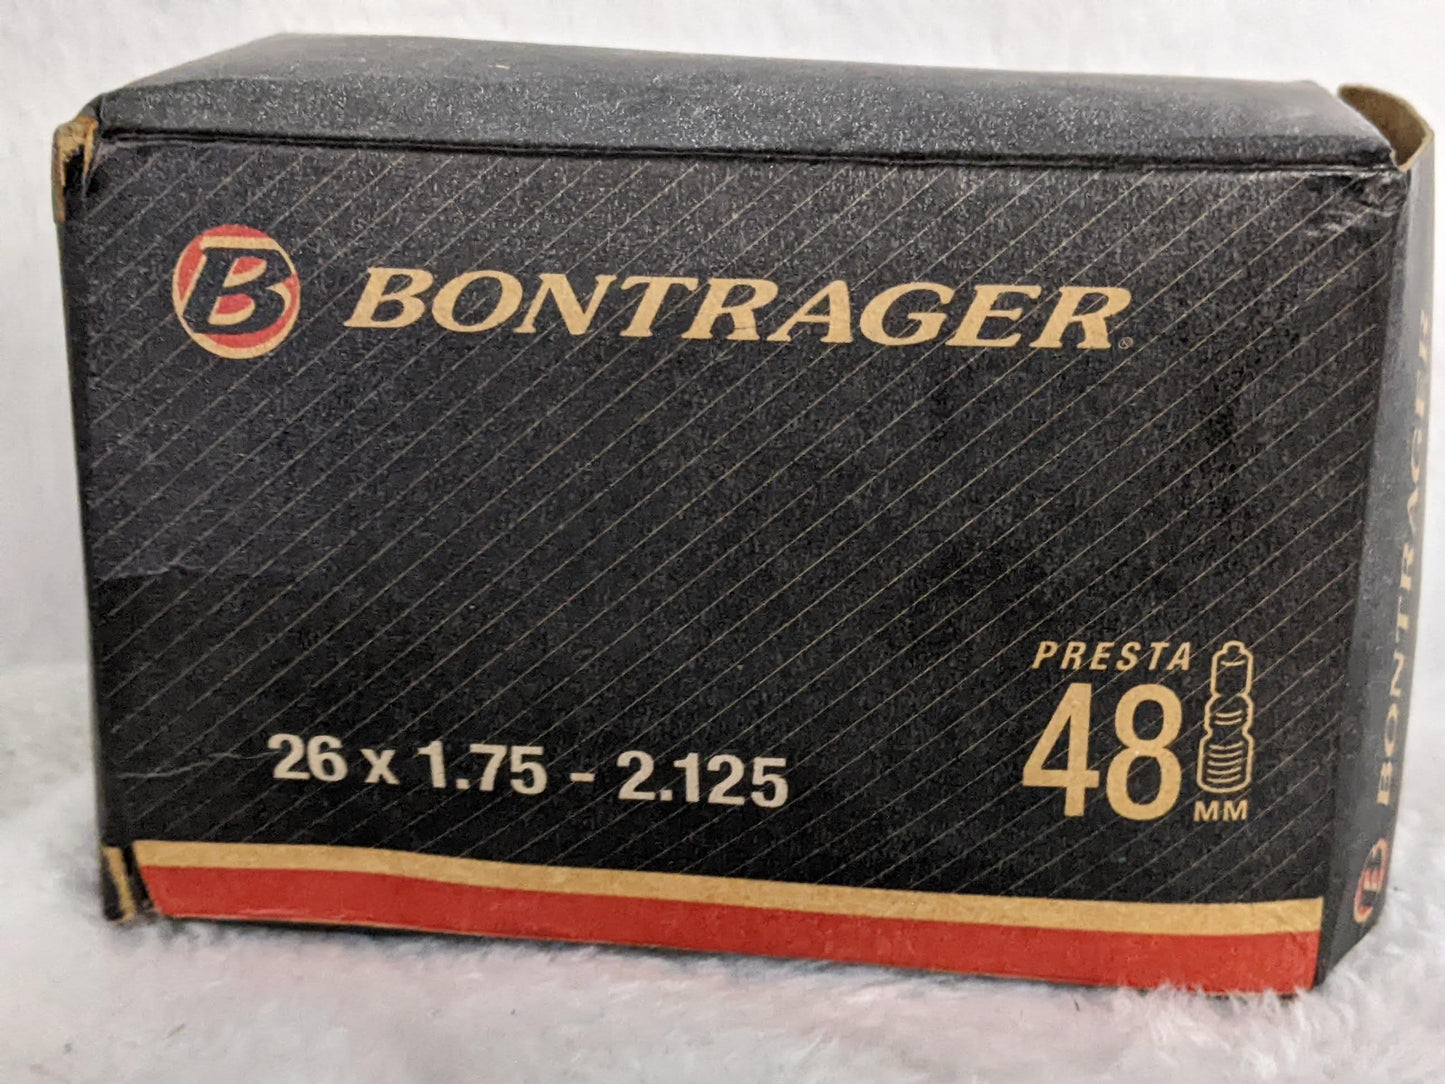 B BONTRAGER®
PRESTA
48
MM
26 x 1.75 - 2.125
B BONTRAGER